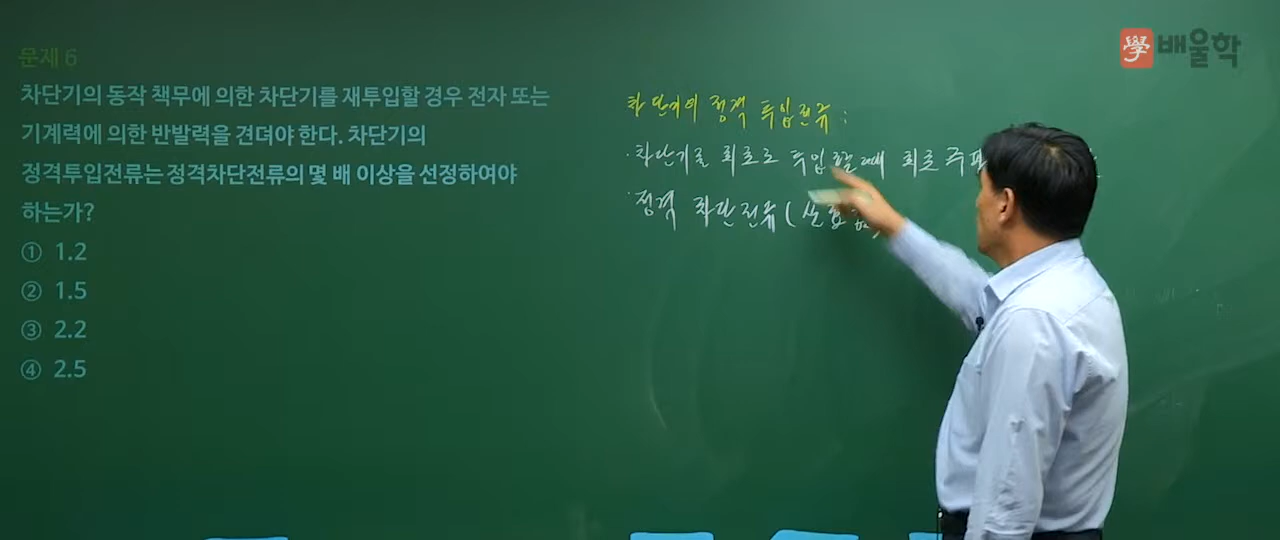 學 배울학
문제 6
차단기의 동작 책무에 의한 차단기를 재투입할 경우 전자 또는
기계력에 의한 반발력을 견뎌야 한다. 차단기의
정격투입전류는 정격차단전류의 몇 배 이상을 선정하여야
하는가?
① 1.2
② 1.5
③ 2.2
④ 2.5
차단기의 정격 투입전류 :
· 차단기를 최초로 투입할 때 최초 주파
· 정격 차단전류 (실효